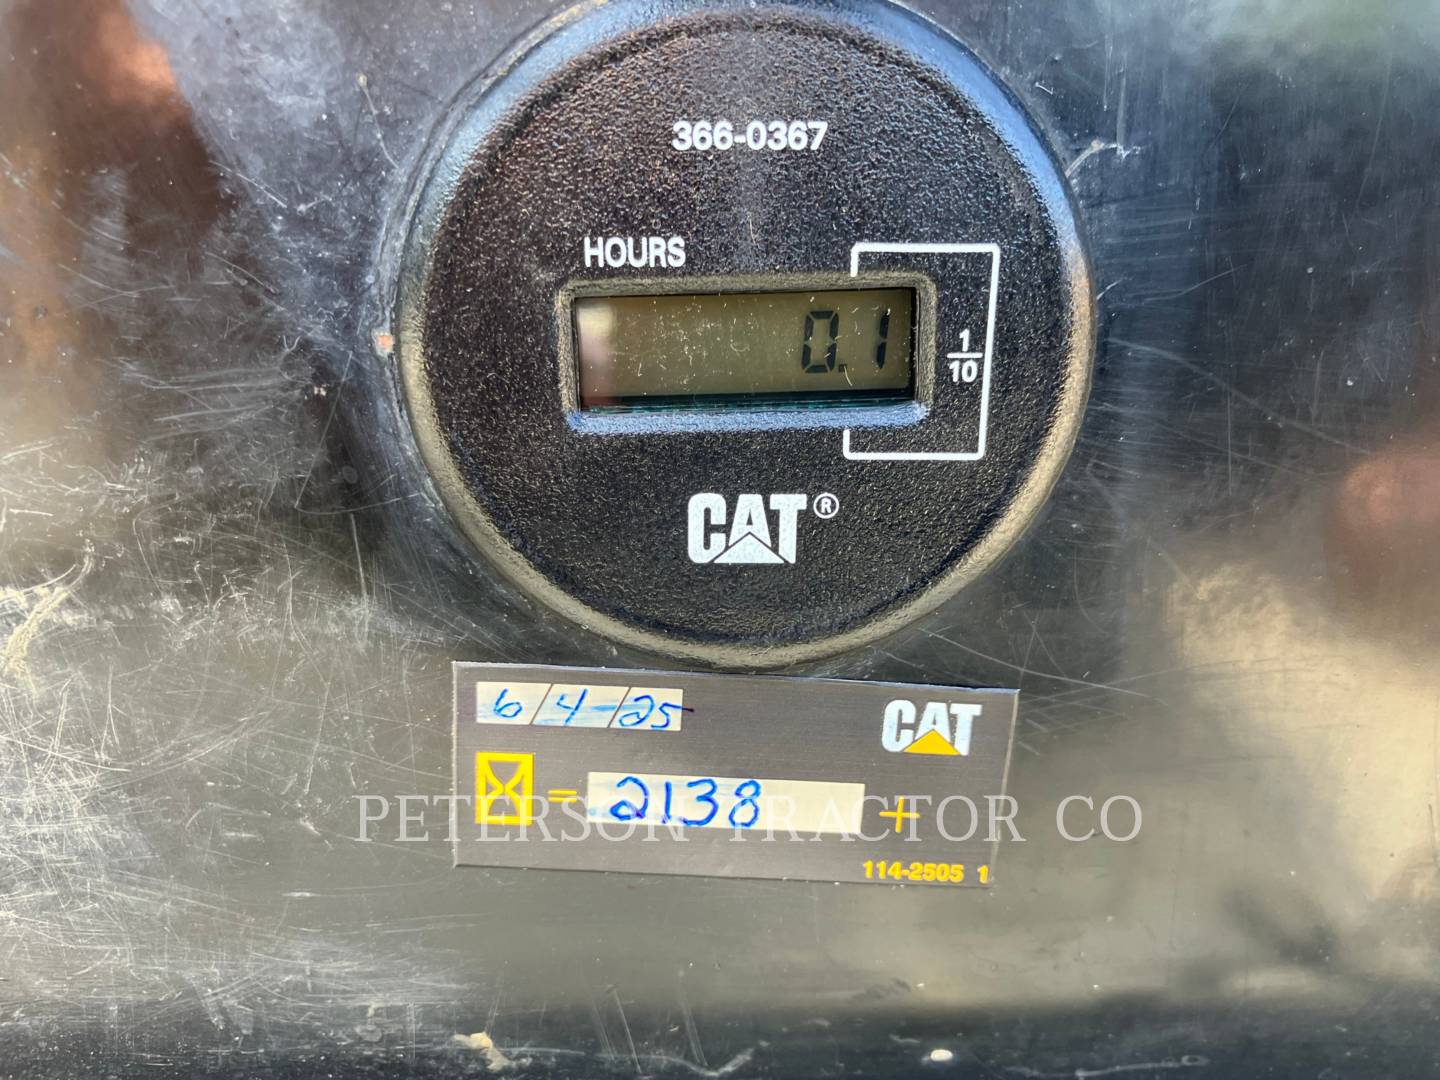 366-0367
HOURS
0.1
1
10
CAT®
6/4/25
CAT
= 2138 +
PETERSON TRACTOR CO
114-2505 1